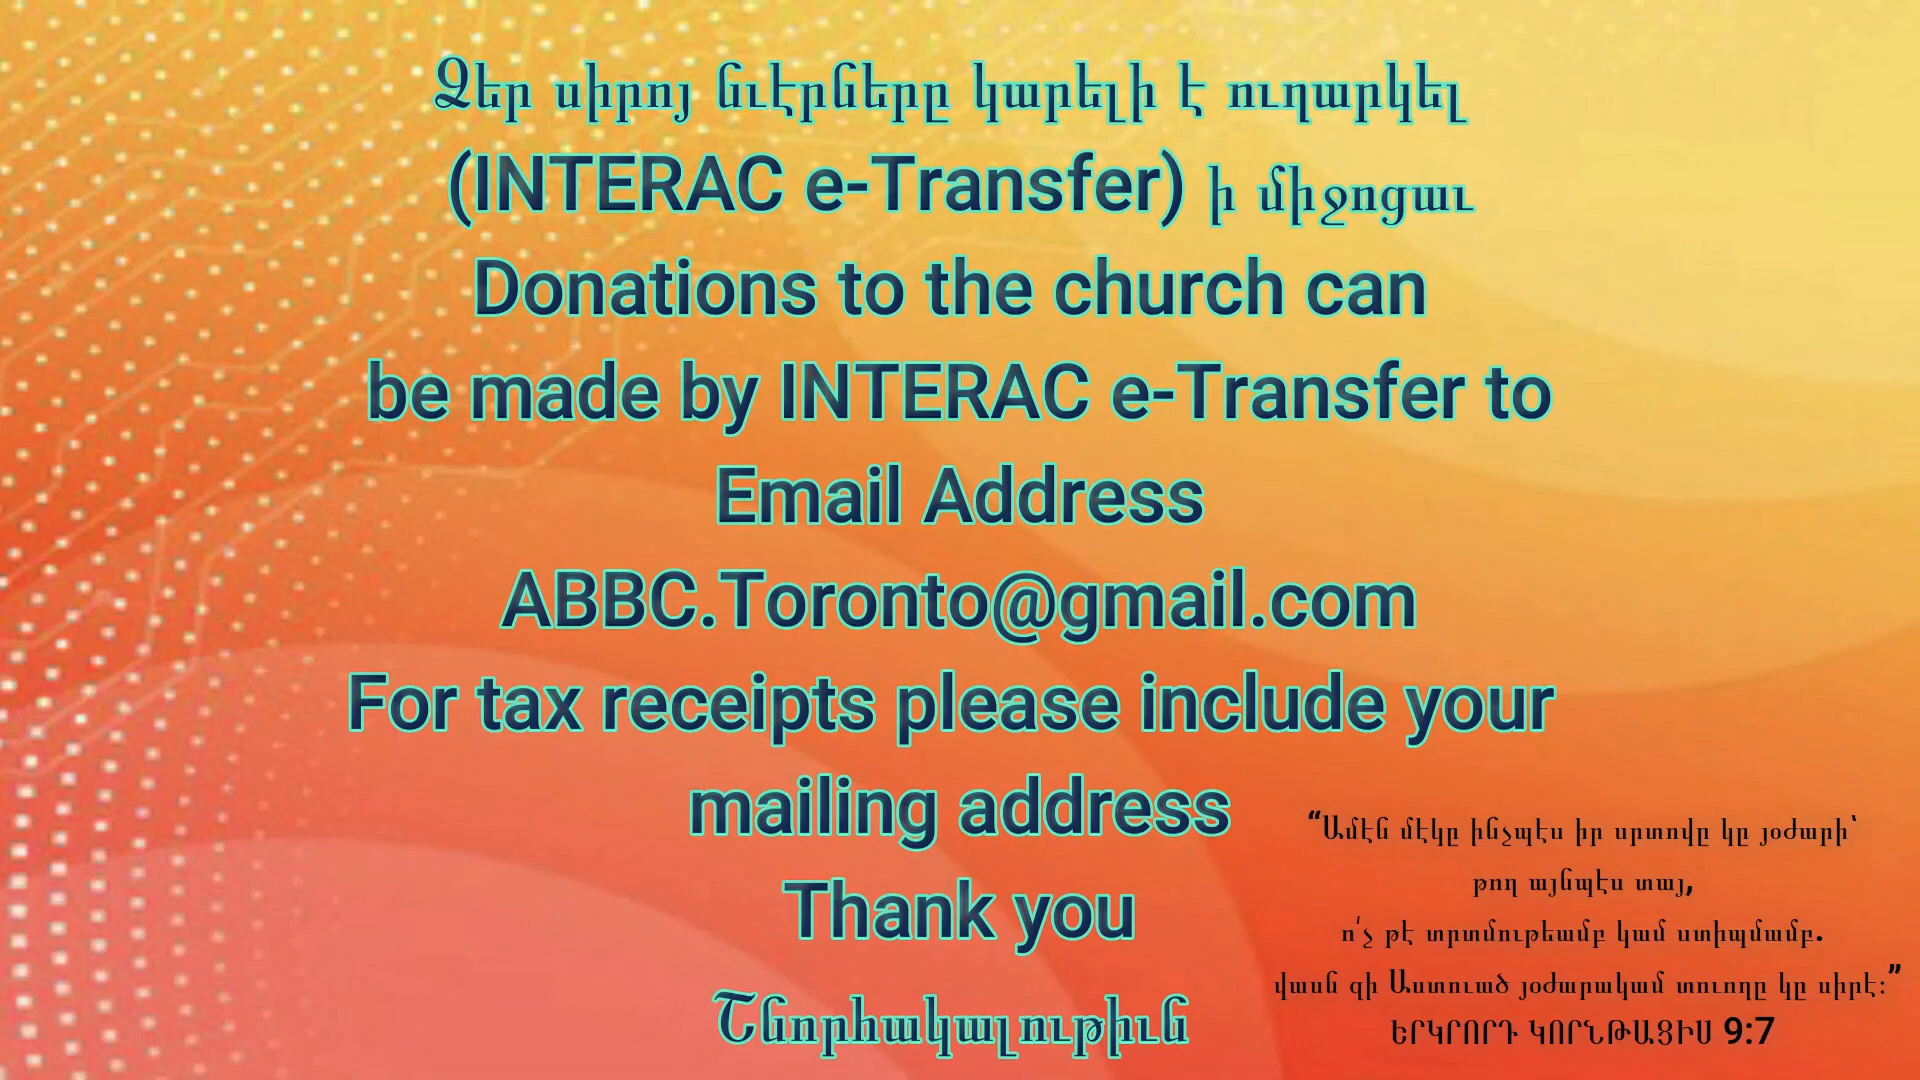 Ձեր սիրոյ նւէրները կարելի է ուղարկել
(INTERAC e-Transfer) ի միջոցաւ
Donations to the church can
be made by INTERAC e-Transfer to
Email Address
ABBC.Toronto@gmail.com
For tax receipts please include your
mailing address
Thank you
Շնորհակալութիւն
“Ամէն մէկը ինչպէս իր սրտովը կը յօժարի՝
թող այնպէս տայ,
ո՛չ թէ տրտմութեամբ կամ ստիպմամբ.
վասն զի Աստուած յօժարակամ տուողը կը սիրէ։”
ԵՐԿՐՈՐԴ ԿՈՐՆԹԱՑԻՍ 9:7